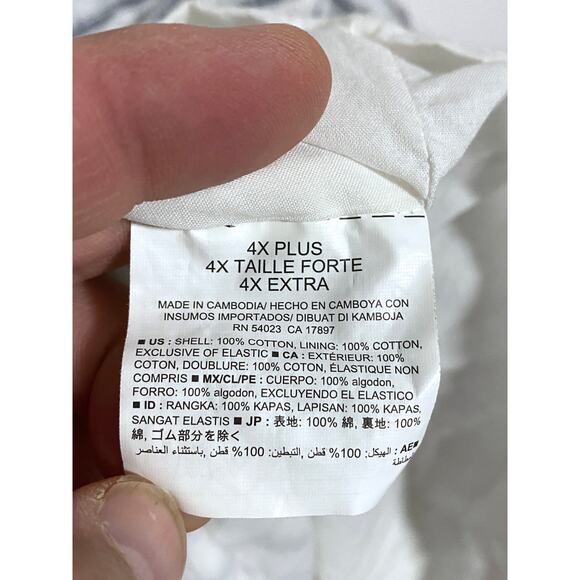 4X PLUS
4X TAILLE FORTE
4X EXTRA
MADE IN CAMBODIA/ HECHO EN CAMBOYA CON
INSUMOS IMPORTADOS/ DIBUAT DI KAMBOJA
RN 54023 CA 17897
■ US : SHELL: 100% COTTON, LINING: 100% COTTON,
EXCLUSIVE OF ELASTIC ■ CA : EXTÉRIEUR: 100%
COTON, DOUBLURE: 100% COTON, ÉLASTIQUE NON
COMPRIS ■ MX/CL/PE : CUERPO: 100% algodon,
FORRO: 100% algodon, EXCLUYENDO EL ELASTICO
■ ID : RANGKA: 100% KAPAS, LAPISAN: 100% KAPAS,
SANGAT ELASTIS ■ JP : 表地: 100% 綿, 裏地: 100%
綿, ゴム部分を除く
■AE : الهيكل: 100% قطن, التبطين: 100% قطن, باستثناء العناصر